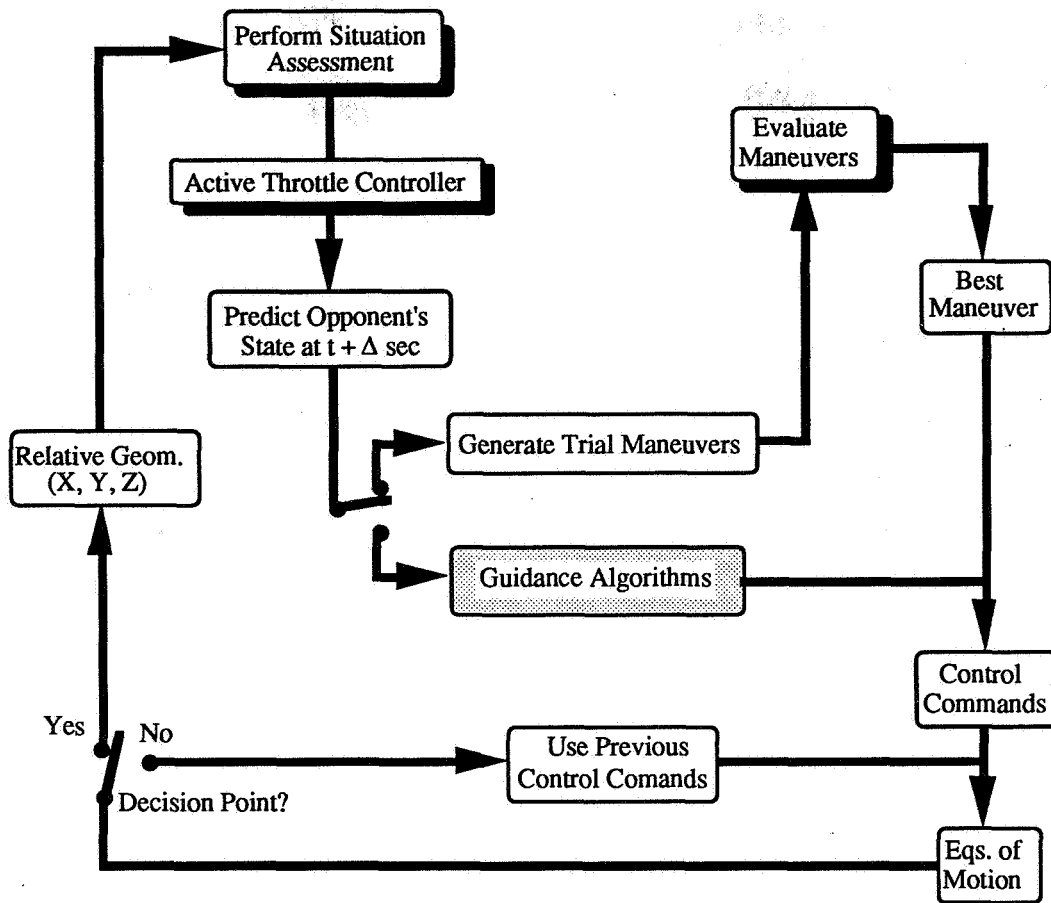 Perform Situation
Assessment
Active Throttle Controller
Predict Opponent's
State at t + Δ sec
Evaluate
Maneuvers
Best
Maneuver
Generate Trial Maneuvers
Relative Geom.
(X, Y, Z)
Guidance Algorithms
Control
Commands
Yes
No
Use Previous
Control Comands
Decision Point?
Eqs. of
Motion